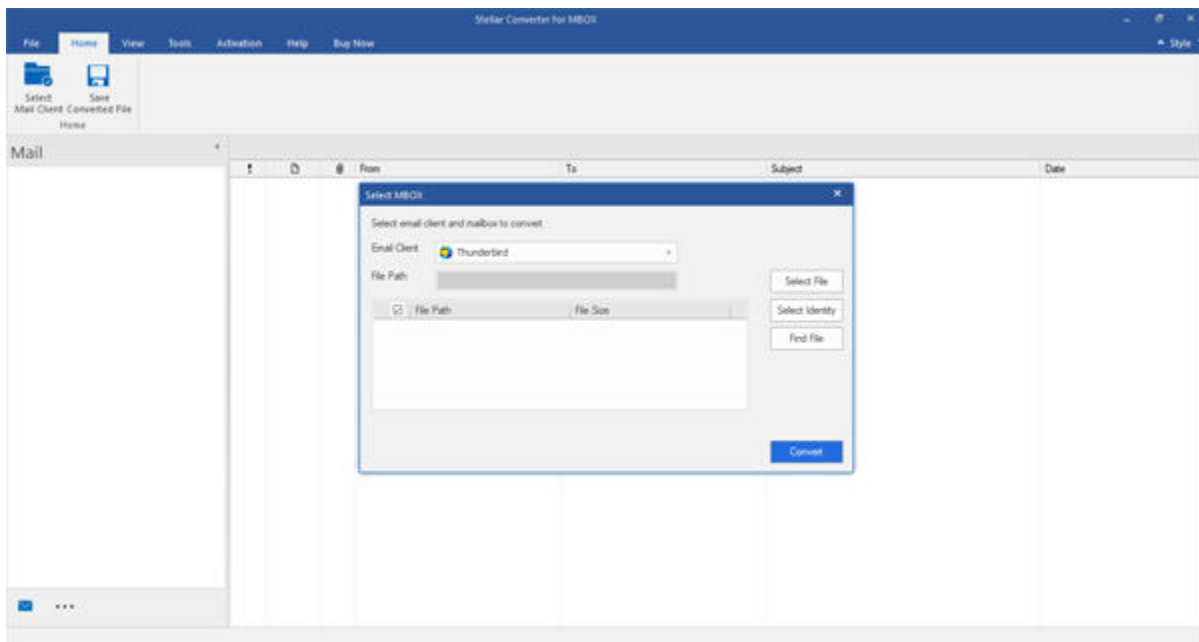 Stellar Converter for MBOX
File Home View Tools Activation Help Buy Now Style
Select Mail Client
Save Converted File
Home
Mail
From To Subject Date
Select MBOX
Select email client and mailbox to convert
Email Client Thunderbird
File Path
Select File
File Path File Size
Select Identity
Find File
Convert